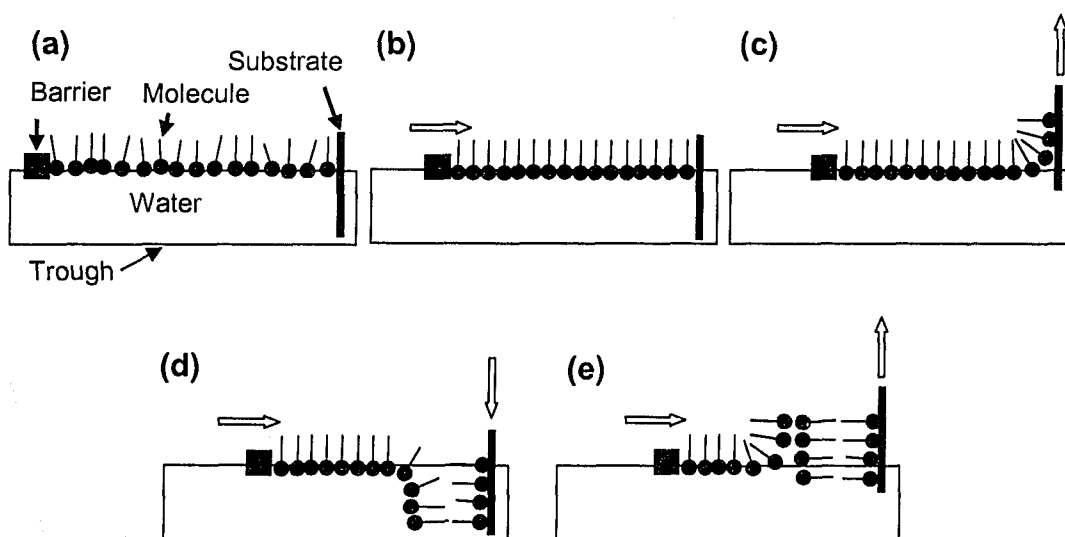 (a)
Substrate
Barrier Molecule
Water
Trough
(b)
(c)
(d)
(e)